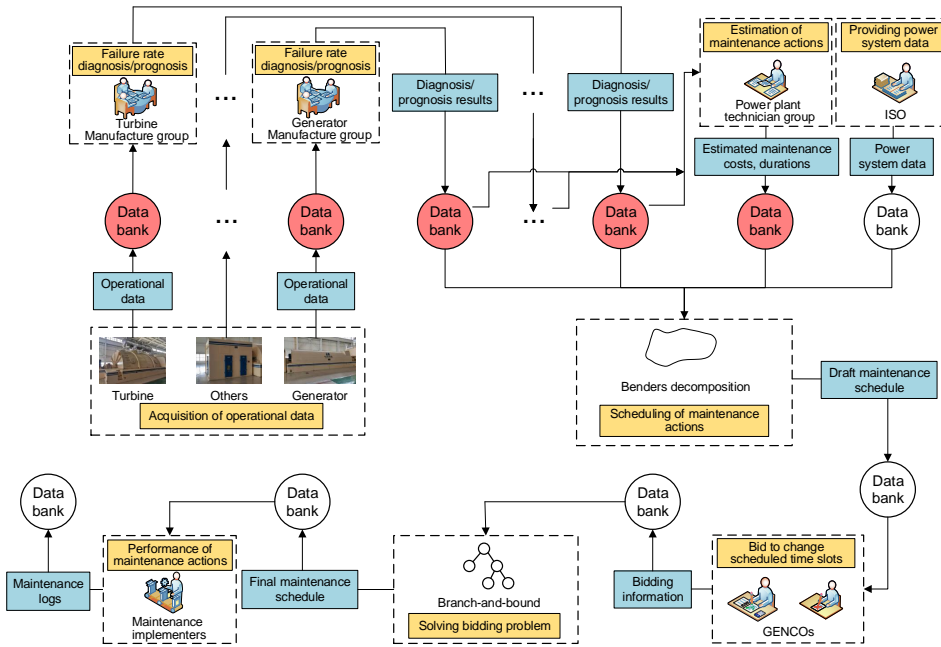 Failure rate
diagnosis/prognosis
Turbine
Manufacture group
...
Failure rate
diagnosis/prognosis
Generator
Manufacture group
Diagnosis/
prognosis results
...
Diagnosis/
prognosis results
Estimation of
maintenance actions
Power plant
technician group
Providing power
system data
ISO
Estimated maintenance
costs, durations
Power
system data
Data
bank
...
Data
bank
Data
bank
...
Data
bank
Data
bank
Data
bank
Operational
data
Operational
data
Turbine
Others
Generator
Acquisition of operational data
Benders decomposition
Scheduling of maintenance
actions
Draft maintenance
schedule
Data
bank
Data
bank
Data
bank
Data
bank
Maintenance
logs
Performance of
maintenance actions
Maintenance
implementers
Final maintenance
schedule
Branch-and-bound
Solving bidding problem
Bidding
information
Bid to change
scheduled time slots
GENCOs